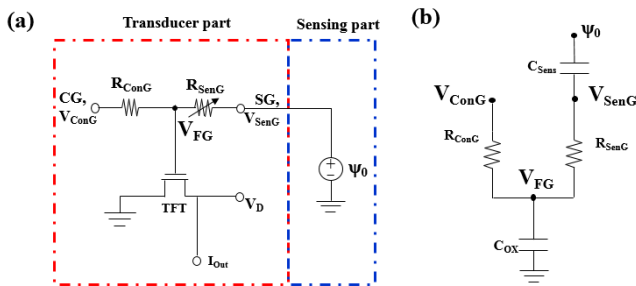 (a)
Transducer part
Sensing part
R_ConG
R_SenG
CG,
V_ConG
V_FG
SG,
V_SenG
Ψ₀
TFT
V_D
I_Out
(b)
Ψ₀
C_Sens
V_ConG
V_SenG
R_ConG
R_SenG
V_FG
C_OX